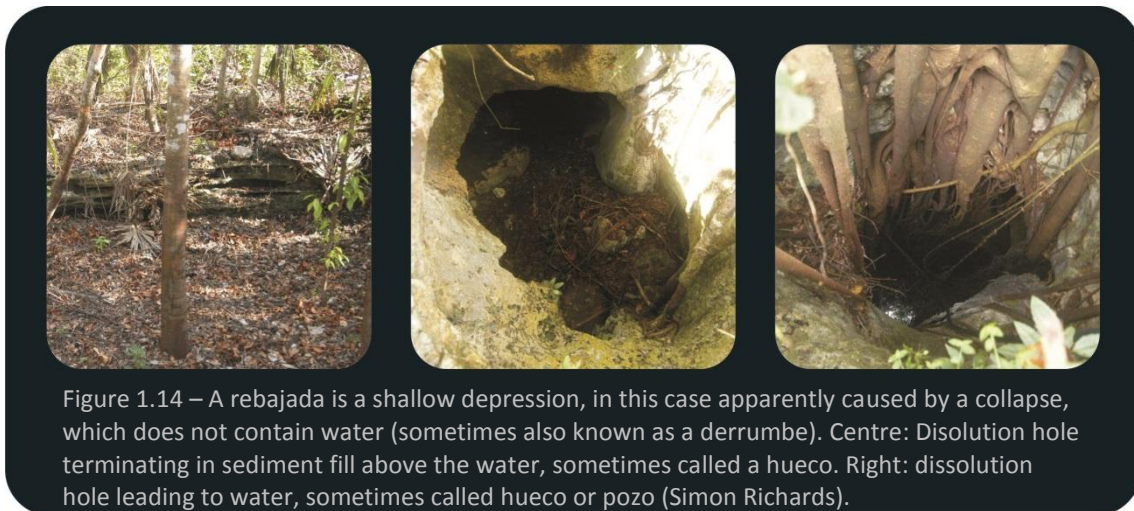 Figure 1.14 – A rebajada is a shallow depression, in this case apparently caused by a collapse,
which does not contain water (sometimes also known as a derrumbe). Centre: Disolution hole
terminating in sediment fill above the water, sometimes called a hueco. Right: dissolution
hole leading to water, sometimes called hueco or pozo (Simon Richards).